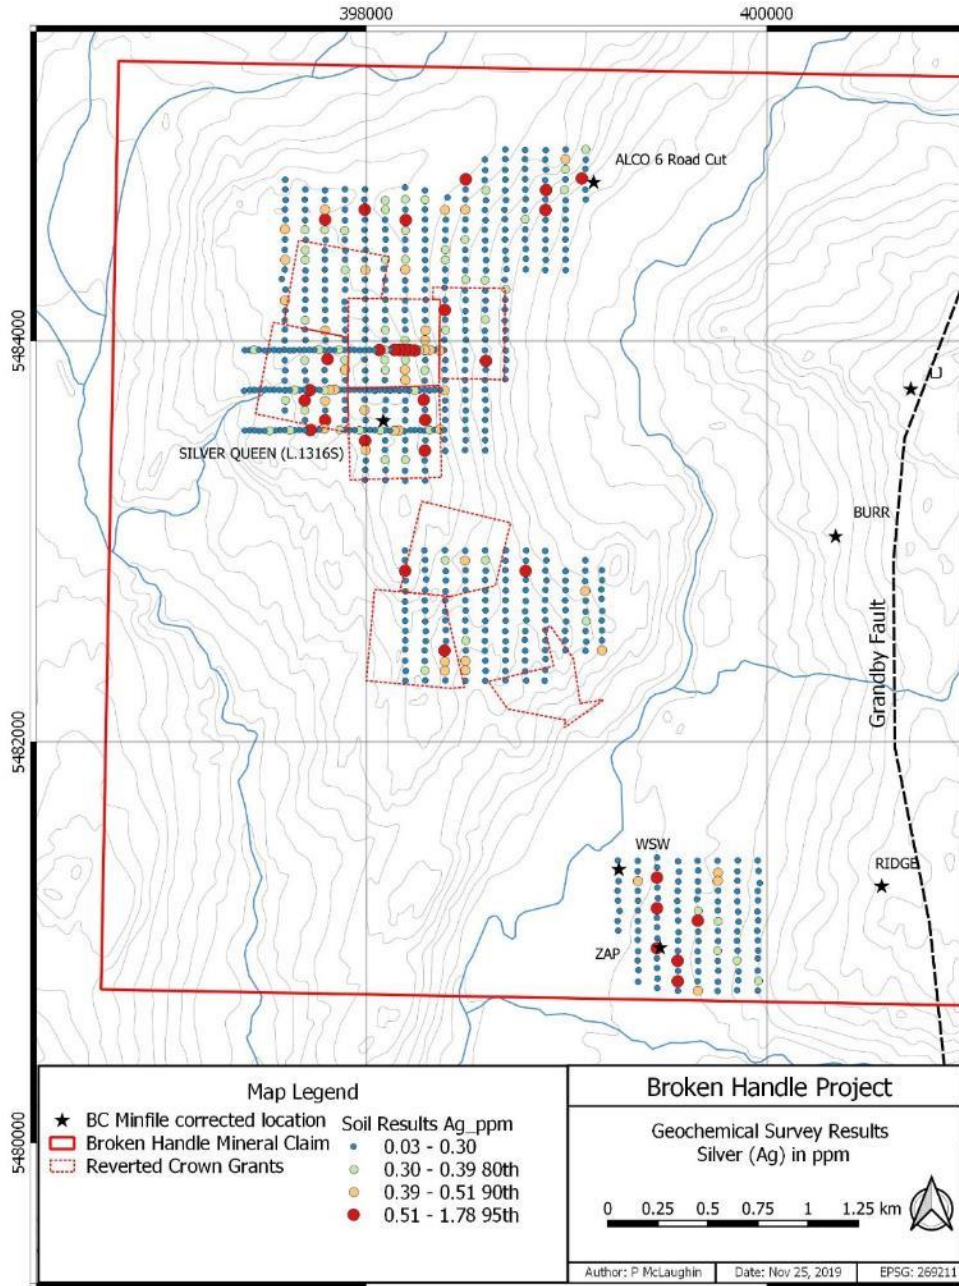 398000
400000
ALCO 6 Road Cut
5484000
LJ
SILVER QUEEN (L.1316S)
BURR
Grandby Fault
5482000
WSW
RIDGE
ZAP
5480000
Map Legend
BC Minfile corrected location
Broken Handle Mineral Claim
Reverted Crown Grants
Soil Results Ag_ppm
0.03 - 0.30
0.30 - 0.39 80th
0.39 - 0.51 90th
0.51 - 1.78 95th
Broken Handle Project
Geochemical Survey Results
Silver (Ag) in ppm
0 0.25 0.5 0.75 1 1.25 km
Author: P McLaughin
Date: Nov 25, 2019
EPSG: 269211